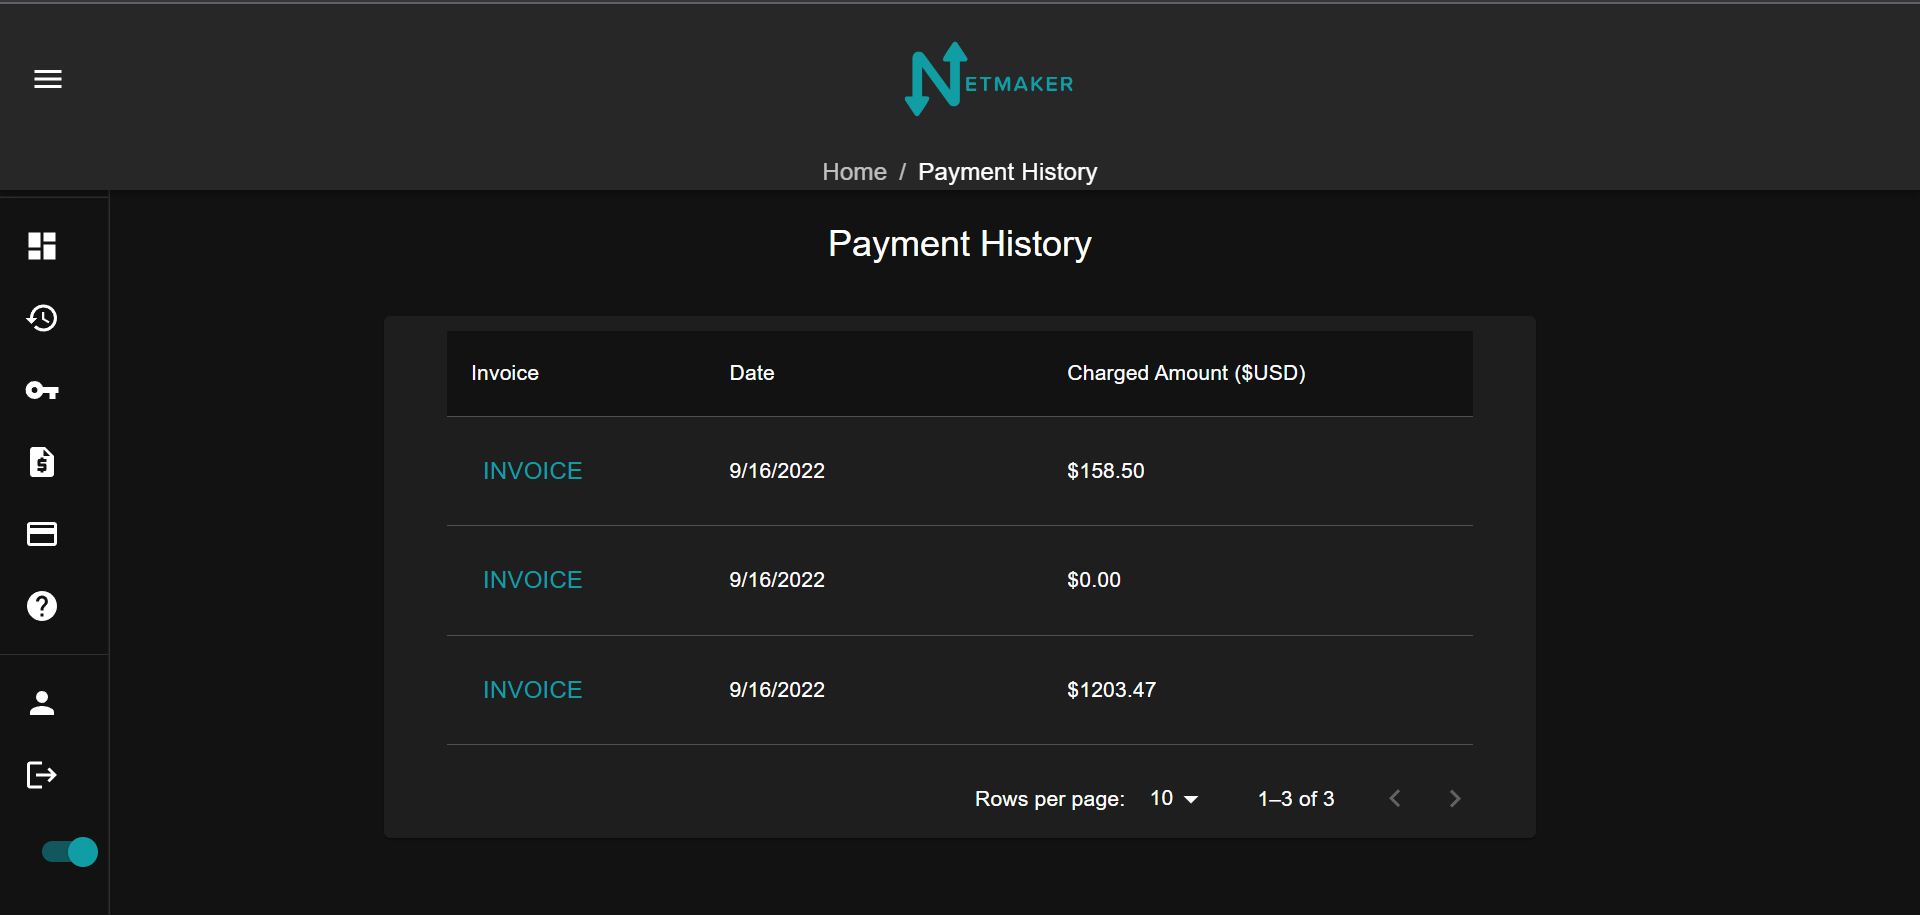 NETMAKER
Home / Payment History
Payment History
Invoice Date Charged Amount ($USD)
INVOICE 9/16/2022 $158.50
INVOICE 9/16/2022 $0.00
INVOICE 9/16/2022 $1203.47
Rows per page: 10 1–3 of 3